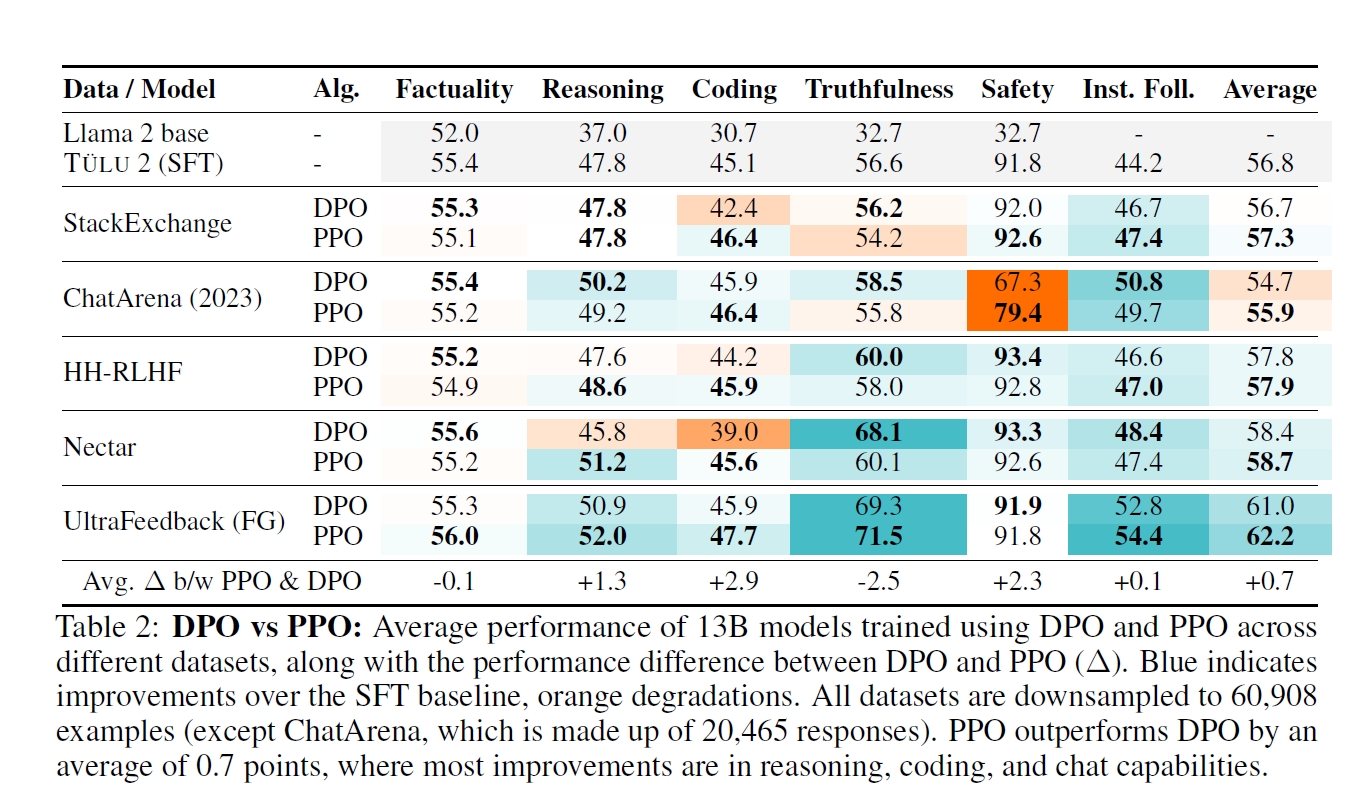 Data / Model Alg. Factuality Reasoning Coding Truthfulness Safety Inst. Foll. Average
Llama 2 base - 52.0 37.0 30.7 32.7 32.7 - -
TÜLU 2 (SFT) - 55.4 47.8 45.1 56.6 91.8 44.2 56.8
StackExchange
DPO 55.3 47.8 42.4 56.2 92.0 46.7 56.7
PPO 55.1 47.8 46.4 54.2 92.6 47.4 57.3
ChatArena (2023)
DPO 55.4 50.2 45.9 58.5 67.3 50.8 54.7
PPO 55.2 49.2 46.4 55.8 79.4 49.7 55.9
HH-RLHF
DPO 55.2 47.6 44.2 60.0 93.4 46.6 57.8
PPO 54.9 48.6 45.9 58.0 92.8 47.0 57.9
Nectar
DPO 55.6 45.8 39.0 68.1 93.3 48.4 58.4
PPO 55.2 51.2 45.6 60.1 92.6 47.4 58.7
UltraFeedback (FG)
DPO 55.3 50.9 45.9 69.3 91.9 52.8 61.0
PPO 56.0 52.0 47.7 71.5 91.8 54.4 62.2
Avg. Δ b/w PPO & DPO -0.1 +1.3 +2.9 -2.5 +2.3 +0.1 +0.7
Table 2: DPO vs PPO: Average performance of 13B models trained using DPO and PPO across
different datasets, along with the performance difference between DPO and PPO (Δ). Blue indicates
improvements over the SFT baseline, orange degradations. All datasets are downsampled to 60,908
examples (except ChatArena, which is made up of 20,465 responses). PPO outperforms DPO by an
average of 0.7 points, where most improvements are in reasoning, coding, and chat capabilities.